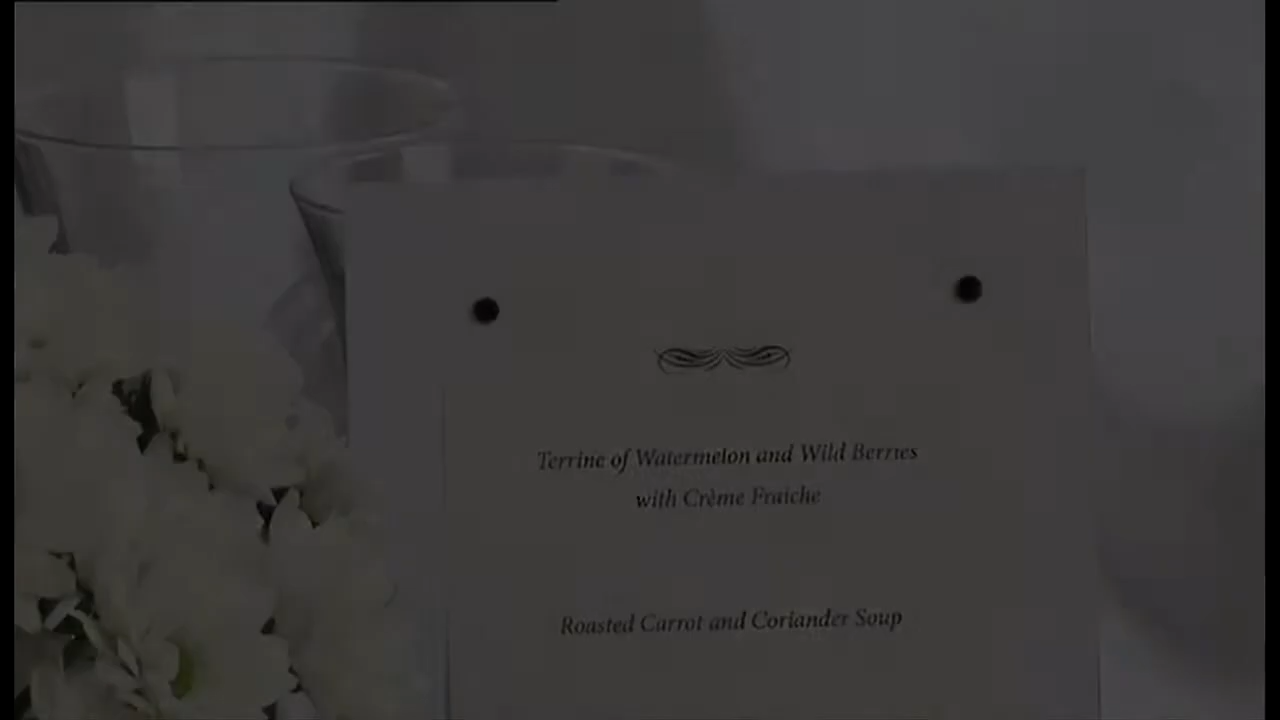 Terrine of Watermelon and Wild Berries
with Crème Fraiche
Roasted Carrot and Coriander Soup